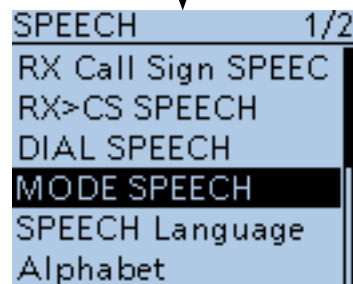 SPEECH 1/2
RX Call Sign SPEEC
RX>CS SPEECH
DIAL SPEECH
MODE SPEECH
SPEECH Language
Alphabet